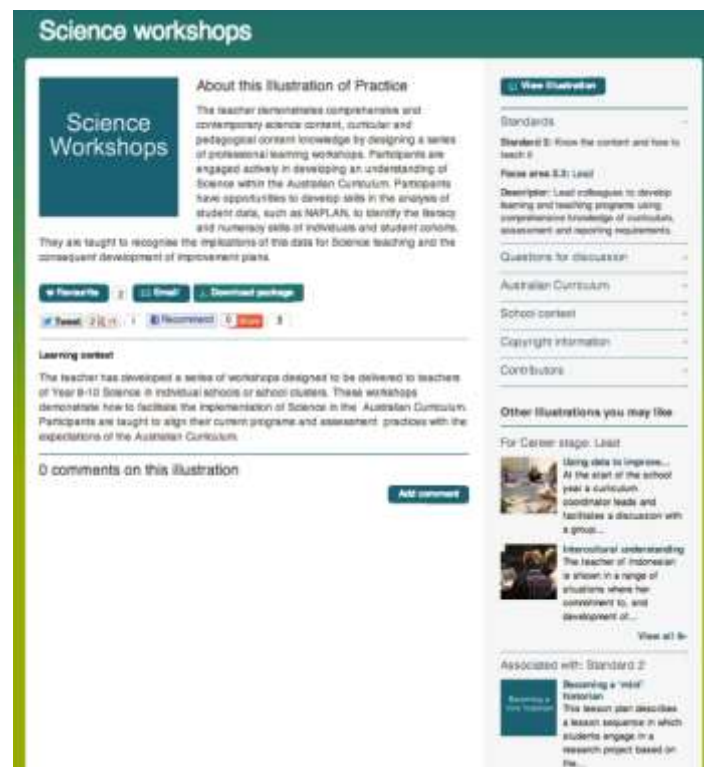 Science workshops
Science
Workshops
About this Illustration of Practice
The teacher demonstrates comprehensive and
contemporary science content, curricular and
pedagogical content knowledge by designing a series
of professional learning workshops. Participants are
engaged actively in developing an understanding of
Science within the Australian Curriculum. Participants
have opportunities to develop skills in the analysis of
student data, such as NAPLAN, to identify the literacy
and numeracy skills of individuals and student cohorts.
They are taught to recognise the implications of this data for Science teaching and the
consequent development of improvement plans.
Favourite 2 Email Download package
Tweet 1 Recommend 0 3
Learning context
The teacher has developed a series of workshops designed to be delivered to teachers
of Year 8-10 Science in individual schools or school clusters. These workshops
demonstrate how to facilitate the implementation of Science in the Australian Curriculum.
Participants are taught to align their current programs and assessment practices with the
expectations of the Australian Curriculum.
0 comments on this illustration
Add comment
View Illustration
Standards
Standard 2: Know the content and how to
teach it
Focus area 2.3: Lead
Descriptor: Lead colleagues to develop
learning and teaching programs using
comprehensive knowledge of curriculum,
assessment and reporting requirements.
Questions for discussion
Australian Curriculum
School context
Copyright information
Contributors
Other Illustrations you may like
For Career stage: Lead
Using data to improve...
At the start of the school
year a curriculum
coordinator leads and
facilitates a discussion with
a group...
Intercultural understanding
The teacher of Indonesian
is shown in a range of
situations where her
commitment to, and
development of...
View all
Associated with: Standard 2
Becoming a
mini historian
Becoming a 'mini'
historian
This lesson plan describes
a lesson sequence in which
students engage in a
research project based on
the...